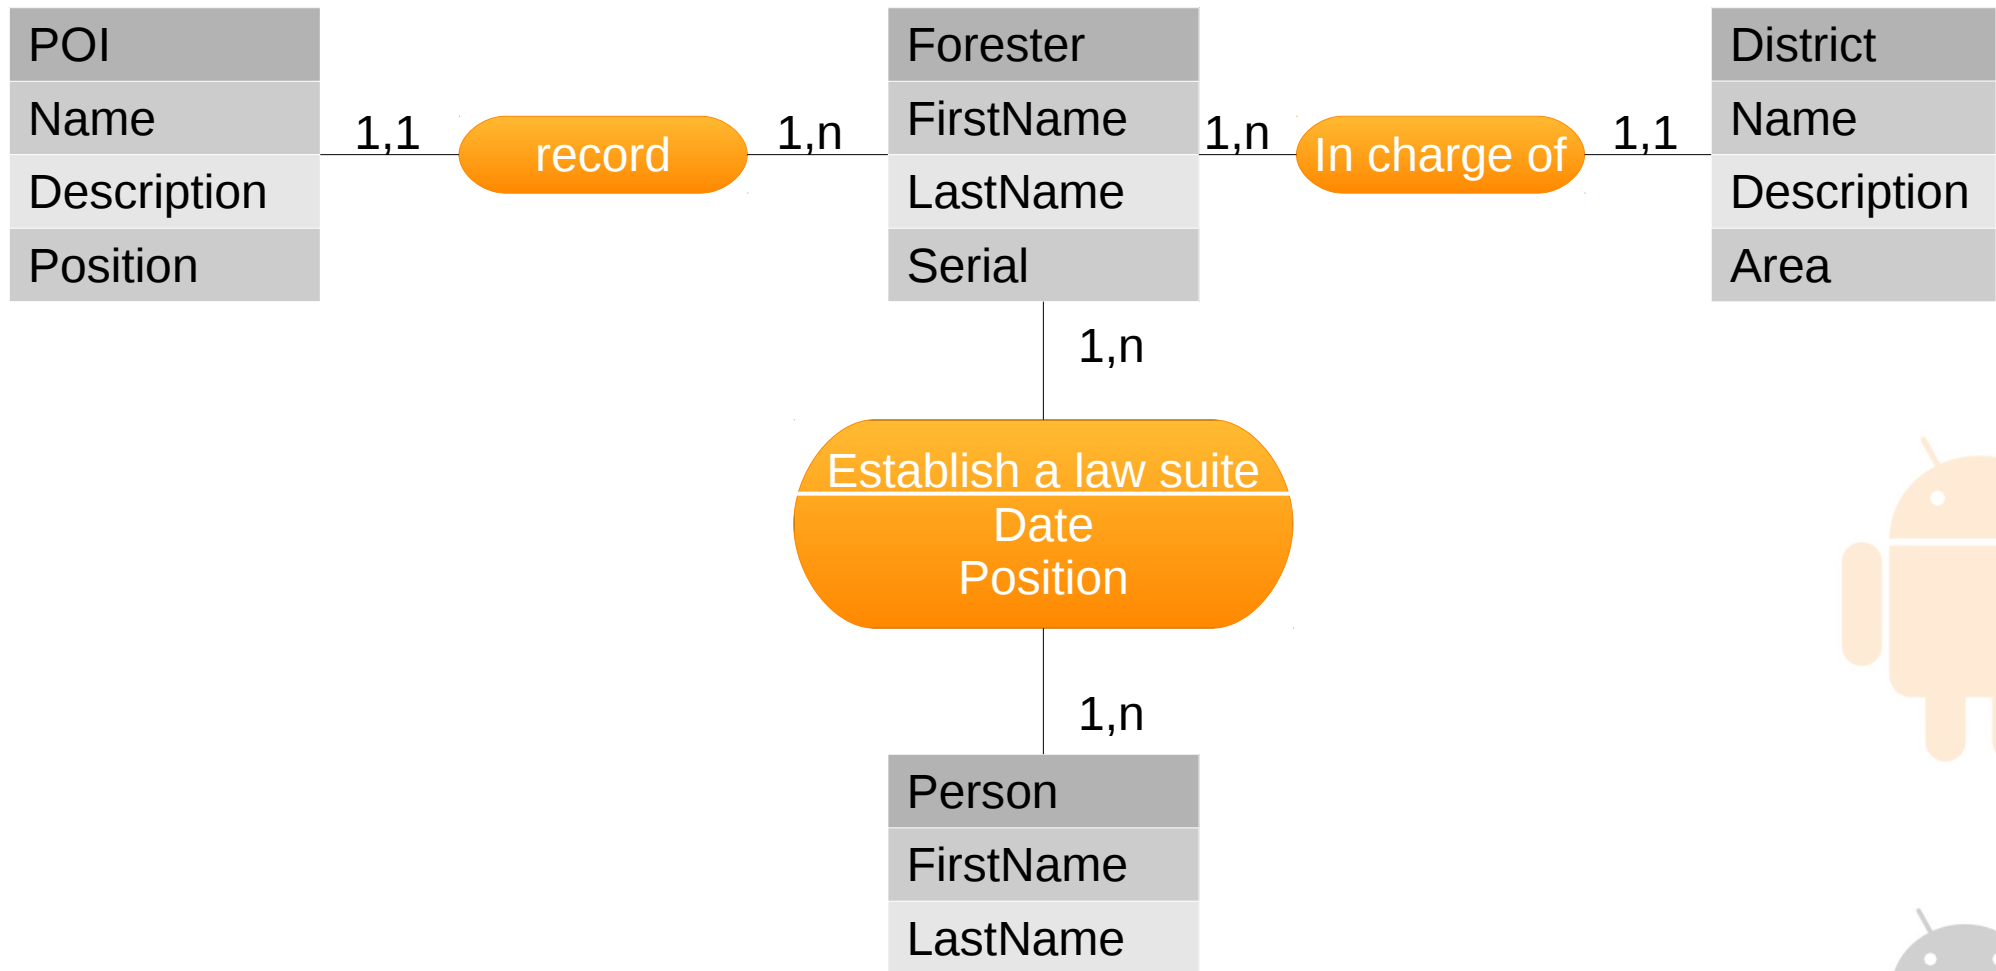 POI
Name
Description
Position
1,1
record
1,n
Forester
FirstName
LastName
Serial
1,n
In charge of
1,1
District
Name
Description
Area
1,n
Establish a law suite
Date
Position
1,n
Person
FirstName
LastName